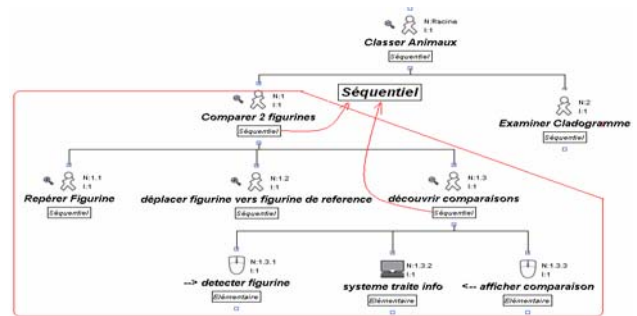 N:Racine
I:1
Classer Animaux
Séquentiel
Séquentiel
N:1
I:1
Comparer 2 figurines
Séquentiel
N:2
I:1
Examiner Cladogramme
Séquentiel
N:1.1
I:1
Repérer Figurine
Séquentiel
N:1.2
I:1
déplacer figurine vers figurine de reference
Séquentiel
N:1.3
I:1
découvrir comparaisons
Séquentiel
N:1.3.1
I:1
--> detecter figurine
Elémentaire
N:1.3.2
I:1
systeme traite info
Elémentaire
N:1.3.3
I:1
<-- afficher comparaison
Elémentaire